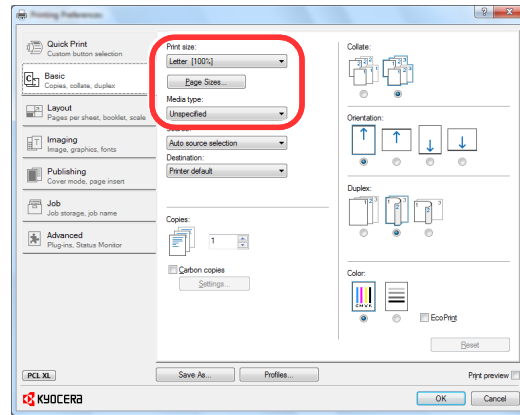 Printing Preferences
Quick Print
Custom button selection
Basic
Copies, collate, duplex
Layout
Pages per sheet, booklet, scale
Imaging
Image, graphics, fonts
Publishing
Cover mode, page insert
Job
Job storage, job name
Advanced
Plug-ins, Status Monitor
Print size:
Letter [100%]
Page Sizes...
Media type:
Unspecified
Auto source selection
Destination:
Printer default
Copies:
1
Carbon copies
Settings...
Collate:
Orientation:
Duplex:
Color:
CMYK
EcoPrint
Reset
PCL XL
Save As...
Profiles...
Print preview
KYOCERA
OK
Cancel